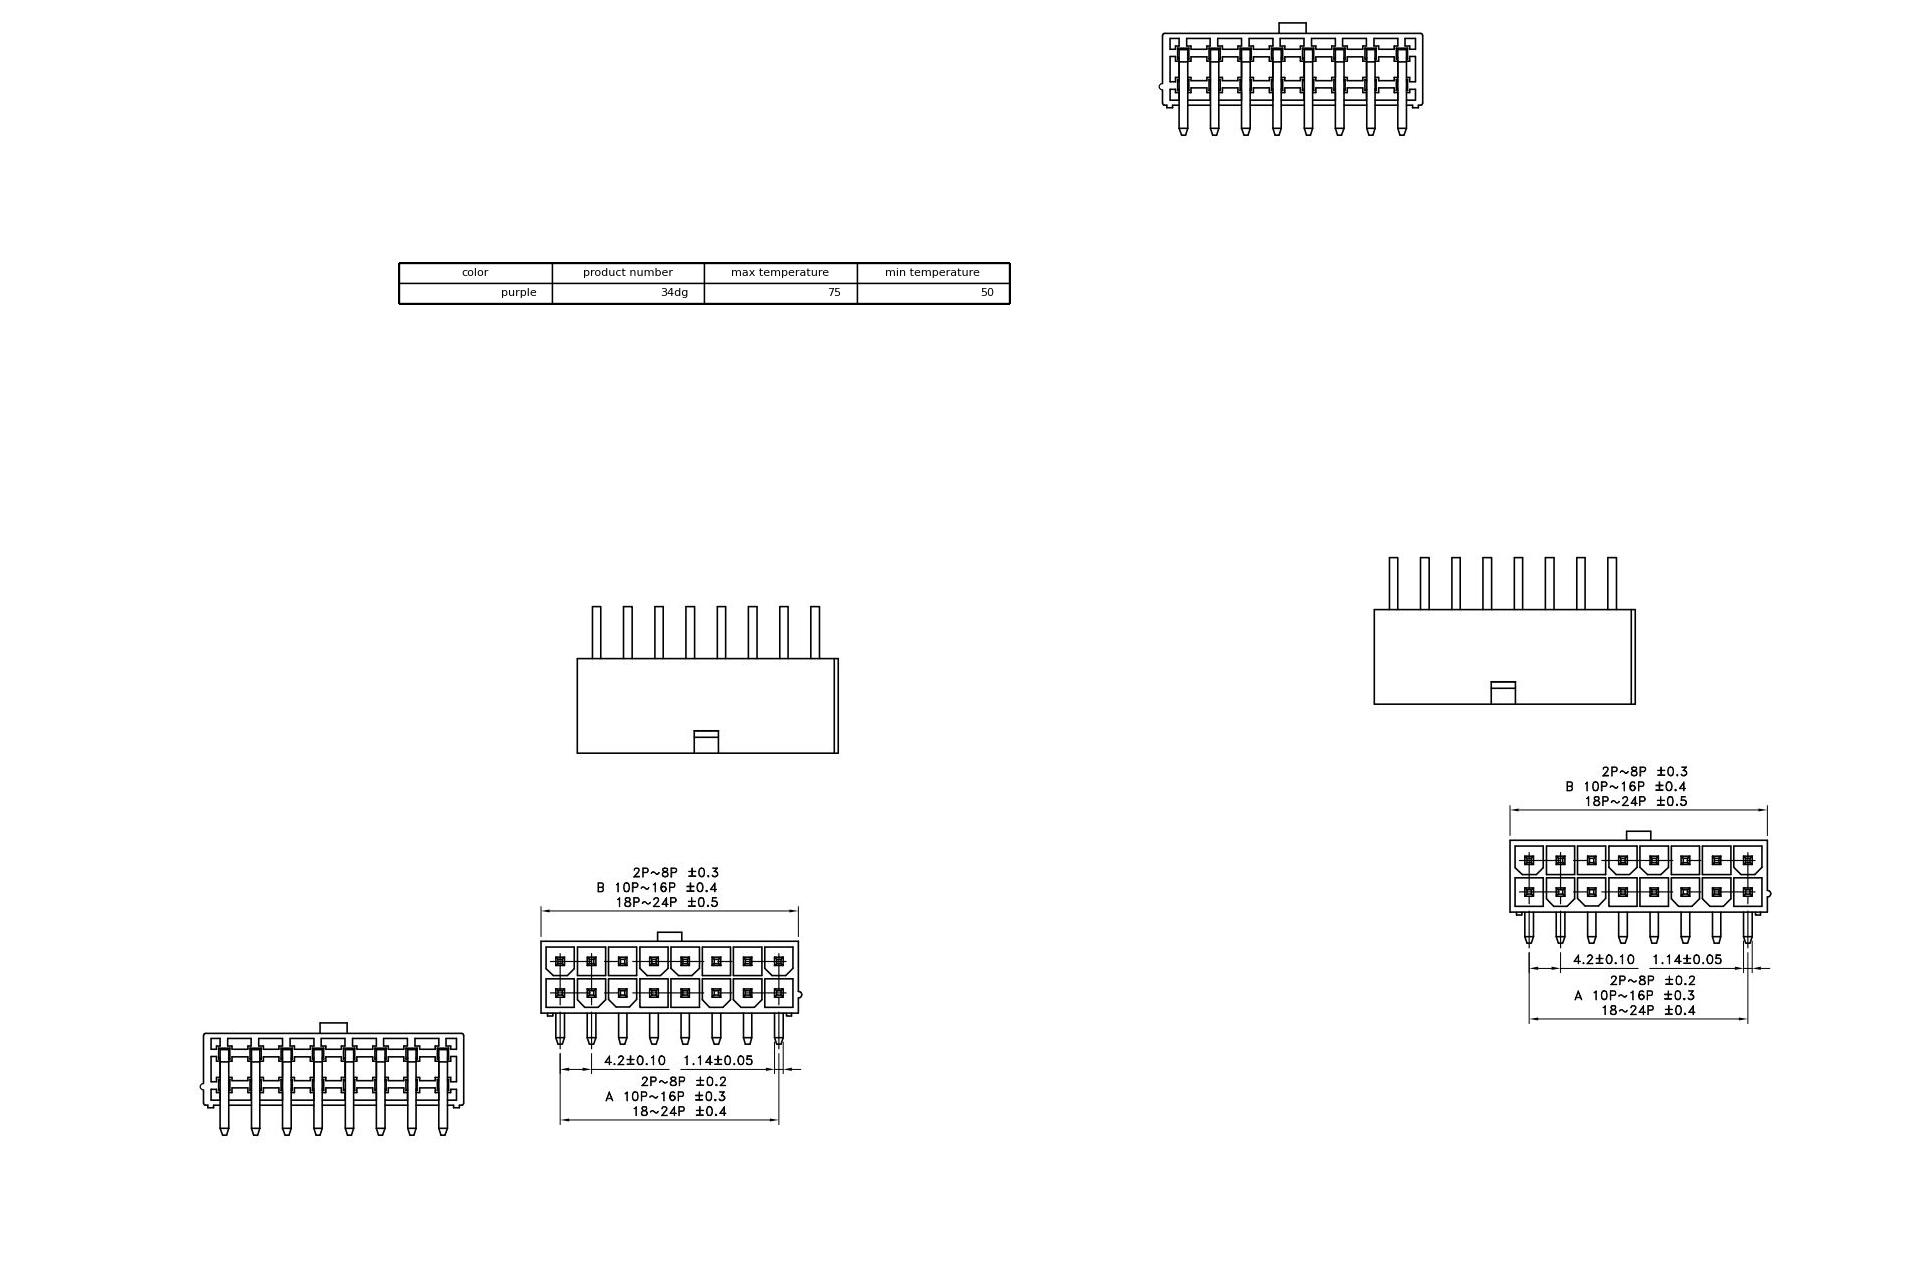 color product number max temperature min temperature
purple 34dg 75 50
2P~8P ±0.3
B 10P~16P ±0.4
18P~24P ±0.5
4.2±0.10 1.14±0.05
2P~8P ±0.2
A 10P~16P ±0.3
18~24P ±0.4
2P~8P ±0.3
B 10P~16P ±0.4
18P~24P ±0.5
4.2±0.10 1.14±0.05
2P~8P ±0.2
A 10P~16P ±0.3
18~24P ±0.4